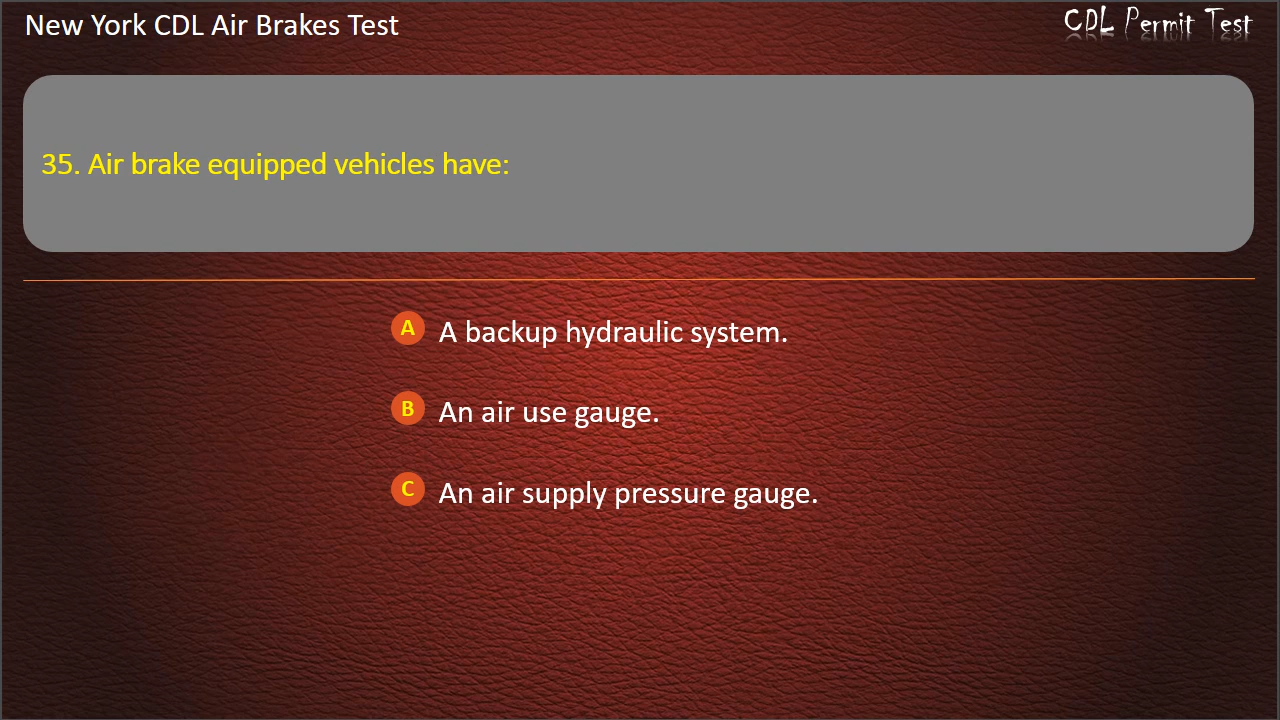 New York CDL Air Brakes Test
CDL Permit Test
35. Air brake equipped vehicles have:
A A backup hydraulic system.
B An air use gauge.
C An air supply pressure gauge.